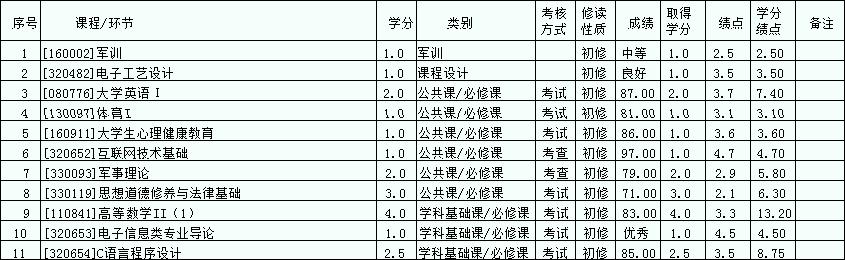 序号 课程/环节 学分 类别 考核方式 修读性质 成绩 取得学分 绩点 学分绩点 备注
1 [160002]军训 1.0 军训 初修 中等 1.0 2.5 2.50
2 [320482]电子工艺设计 1.0 课程设计 初修 良好 1.0 3.5 3.50
3 [080776]大学英语Ⅰ 2.0 公共课/必修课 考试 初修 87.00 2.0 3.7 7.40
4 [130097]体育Ⅰ 1.0 公共课/必修课 考试 初修 81.00 1.0 3.1 3.10
5 [160911]大学生心理健康教育 1.0 公共课/必修课 考试 初修 86.00 1.0 3.6 3.60
6 [320652]互联网技术基础 1.0 公共课/必修课 考查 初修 97.00 1.0 4.7 4.70
7 [330093]军事理论 2.0 公共课/必修课 考查 初修 79.00 2.0 2.9 5.80
8 [330119]思想道德修养与法律基础 3.0 公共课/必修课 考试 初修 71.00 3.0 2.1 6.30
9 [110841]高等数学II（1） 4.0 学科基础课/必修课 考试 初修 83.00 4.0 3.3 13.20
10 [320653]电子信息类专业导论 1.0 学科基础课/必修课 考试 初修 优秀 1.0 4.5 4.50
11 [320654]C语言程序设计 2.5 学科基础课/必修课 考试 初修 85.00 2.5 3.5 8.75